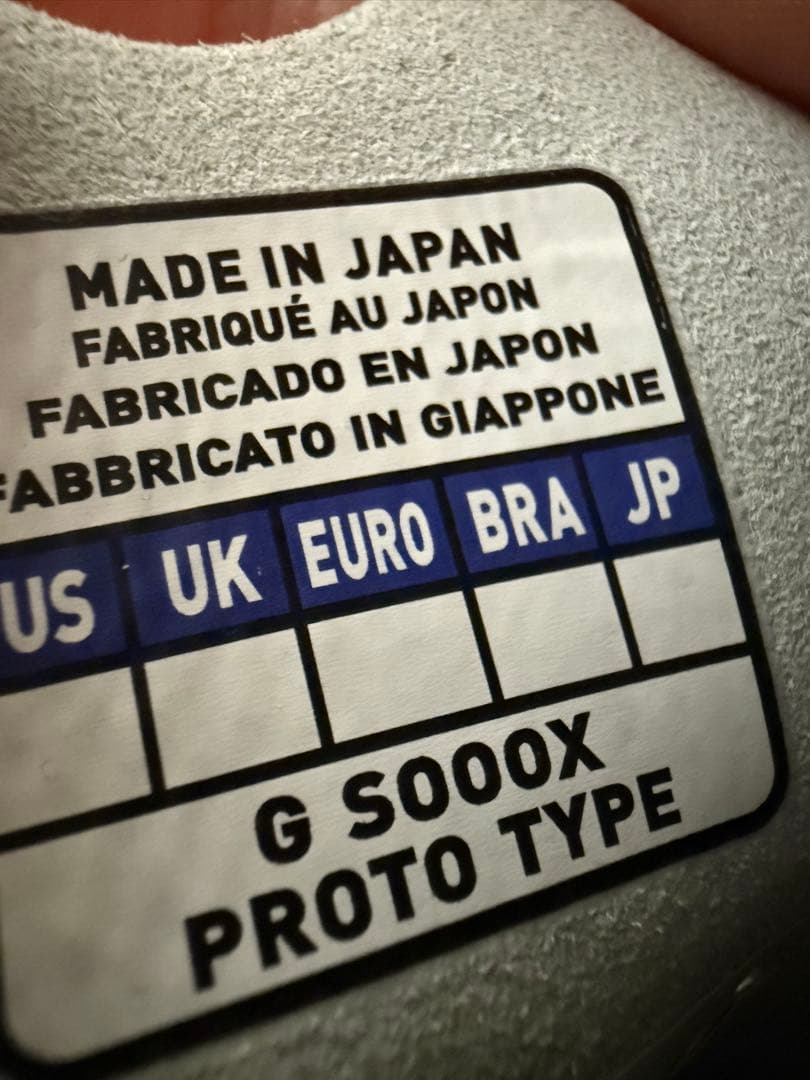 MADE IN JAPAN
FABRIQUÉ AU JAPON
FABRICADO EN JAPON
FABBRICATO IN GIAPPONE
US UK EURO BRA JP
G SOOOX
PROTO TYPE